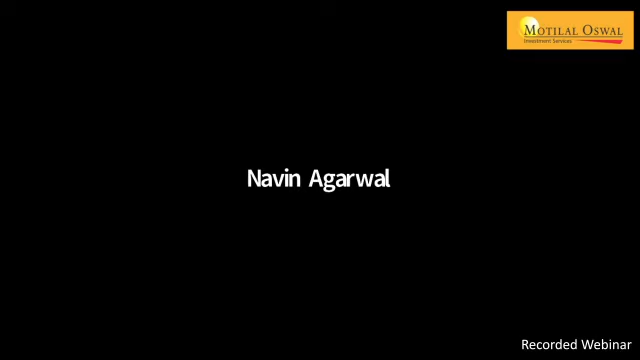 MOTILAL OSWAL
Investment Services
Navin Agarwal
Recorded Webinar